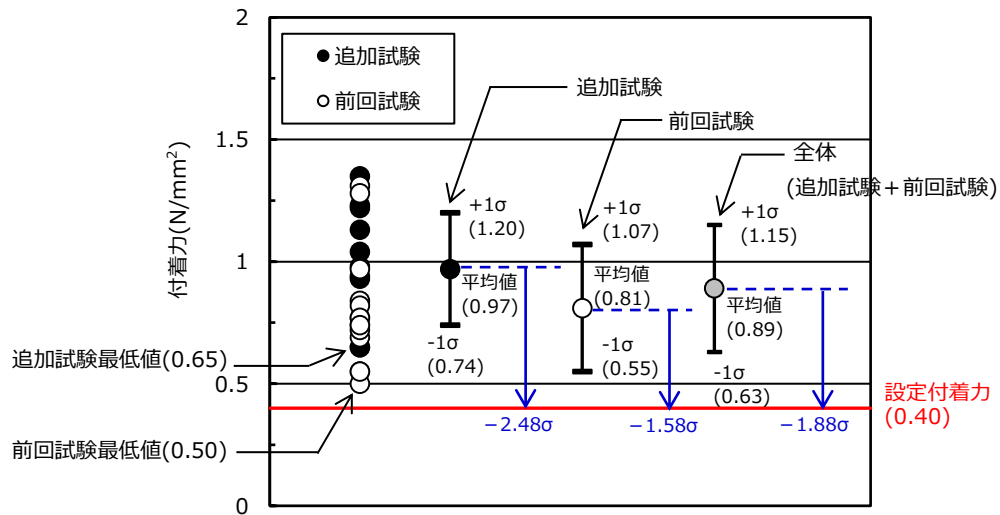 2
1.5
1
0.5
0
付着力(N/mm²)
追加試験
前回試験
追加試験
前回試験
全体
(追加試験+前回試験)
+1σ
(1.20)
+1σ
(1.07)
+1σ
(1.15)
平均値
(0.97)
平均値
(0.81)
平均値
(0.89)
-1σ
(0.74)
-1σ
(0.55)
-1σ
(0.63)
追加試験最低値(0.65)
前回試験最低値(0.50)
設定付着力
(0.40)
-2.48σ
-1.58σ
-1.88σ